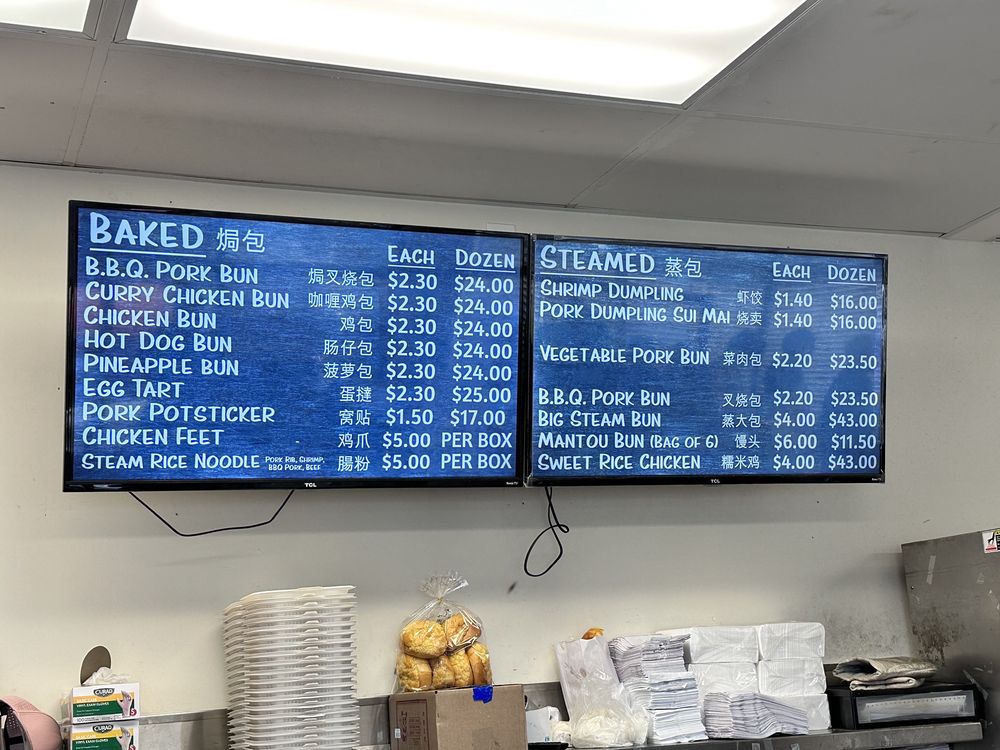 BAKED 焗包 EACH DOZEN
B.B.Q. PORK BUN 焗叉烧包 $2.30 $24.00
CURRY CHICKEN BUN 咖喱鸡包 $2.30 $24.00
CHICKEN BUN 鸡包 $2.30 $24.00
HOT DOG BUN 肠仔包 $2.30 $24.00
PINEAPPLE BUN 菠萝包 $2.30 $24.00
EGG TART 蛋撻 $2.30 $25.00
PORK POTSTICKER 窝贴 $1.50 $17.00
CHICKEN FEET 鸡爪 $5.00 PER BOX
STEAM RICE NOODLE PORK RIB, SHRIMP, BBQ PORK, BEEF 腸粉 $5.00 PER BOX
TCL
STEAMED 蒸包 EACH DOZEN
SHRIMP DUMPLING 虾饺 $1.40 $16.00
PORK DUMPLING SUI MAI 烧卖 $1.40 $16.00
VEGETABLE PORK BUN 菜肉包 $2.20 $23.50
B.B.Q. PORK BUN 叉烧包 $2.20 $23.50
BIG STEAM BUN 蒸大包 $4.00 $43.00
MANTOU BUN (BAG OF 6) 馒头 $6.00 $11.50
SWEET RICE CHICKEN 糯米鸡 $4.00 $43.00
TCL
CURAD
CURAD